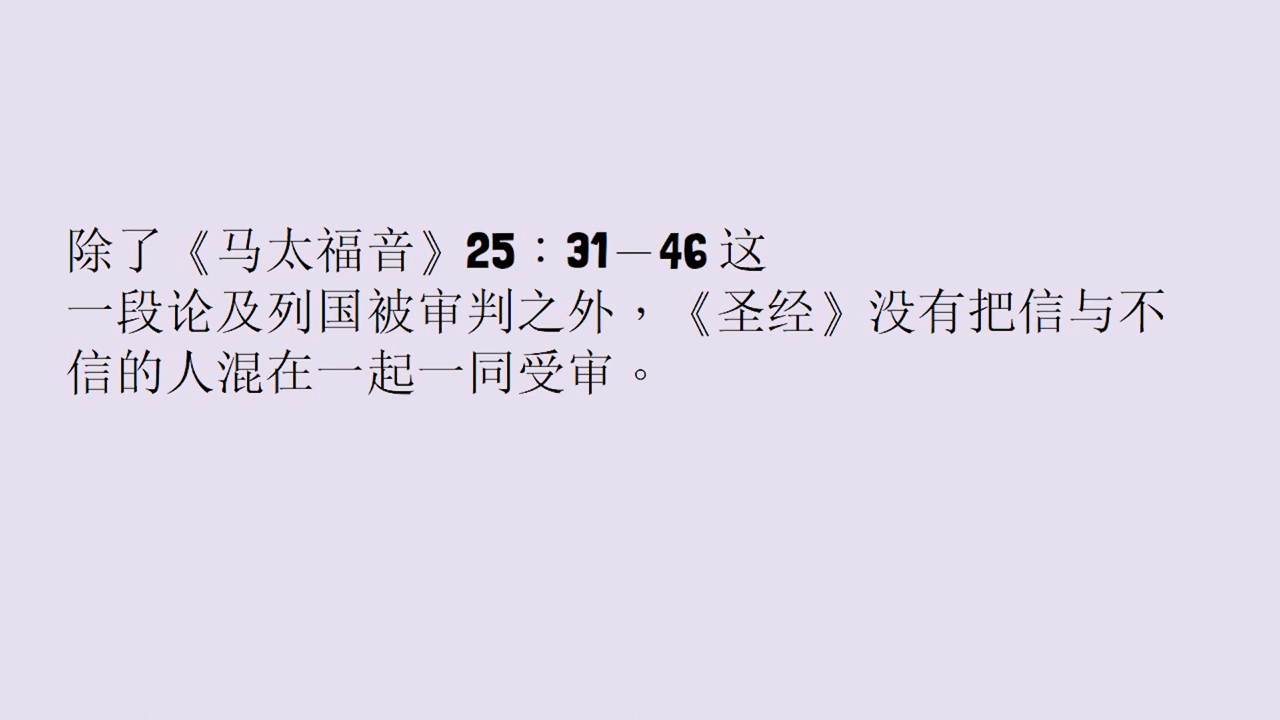 除了《马太福音》25：31—46 这
一段论及列国被审判之外，《圣经》没有把信与不
信的人混在一起一同受审。